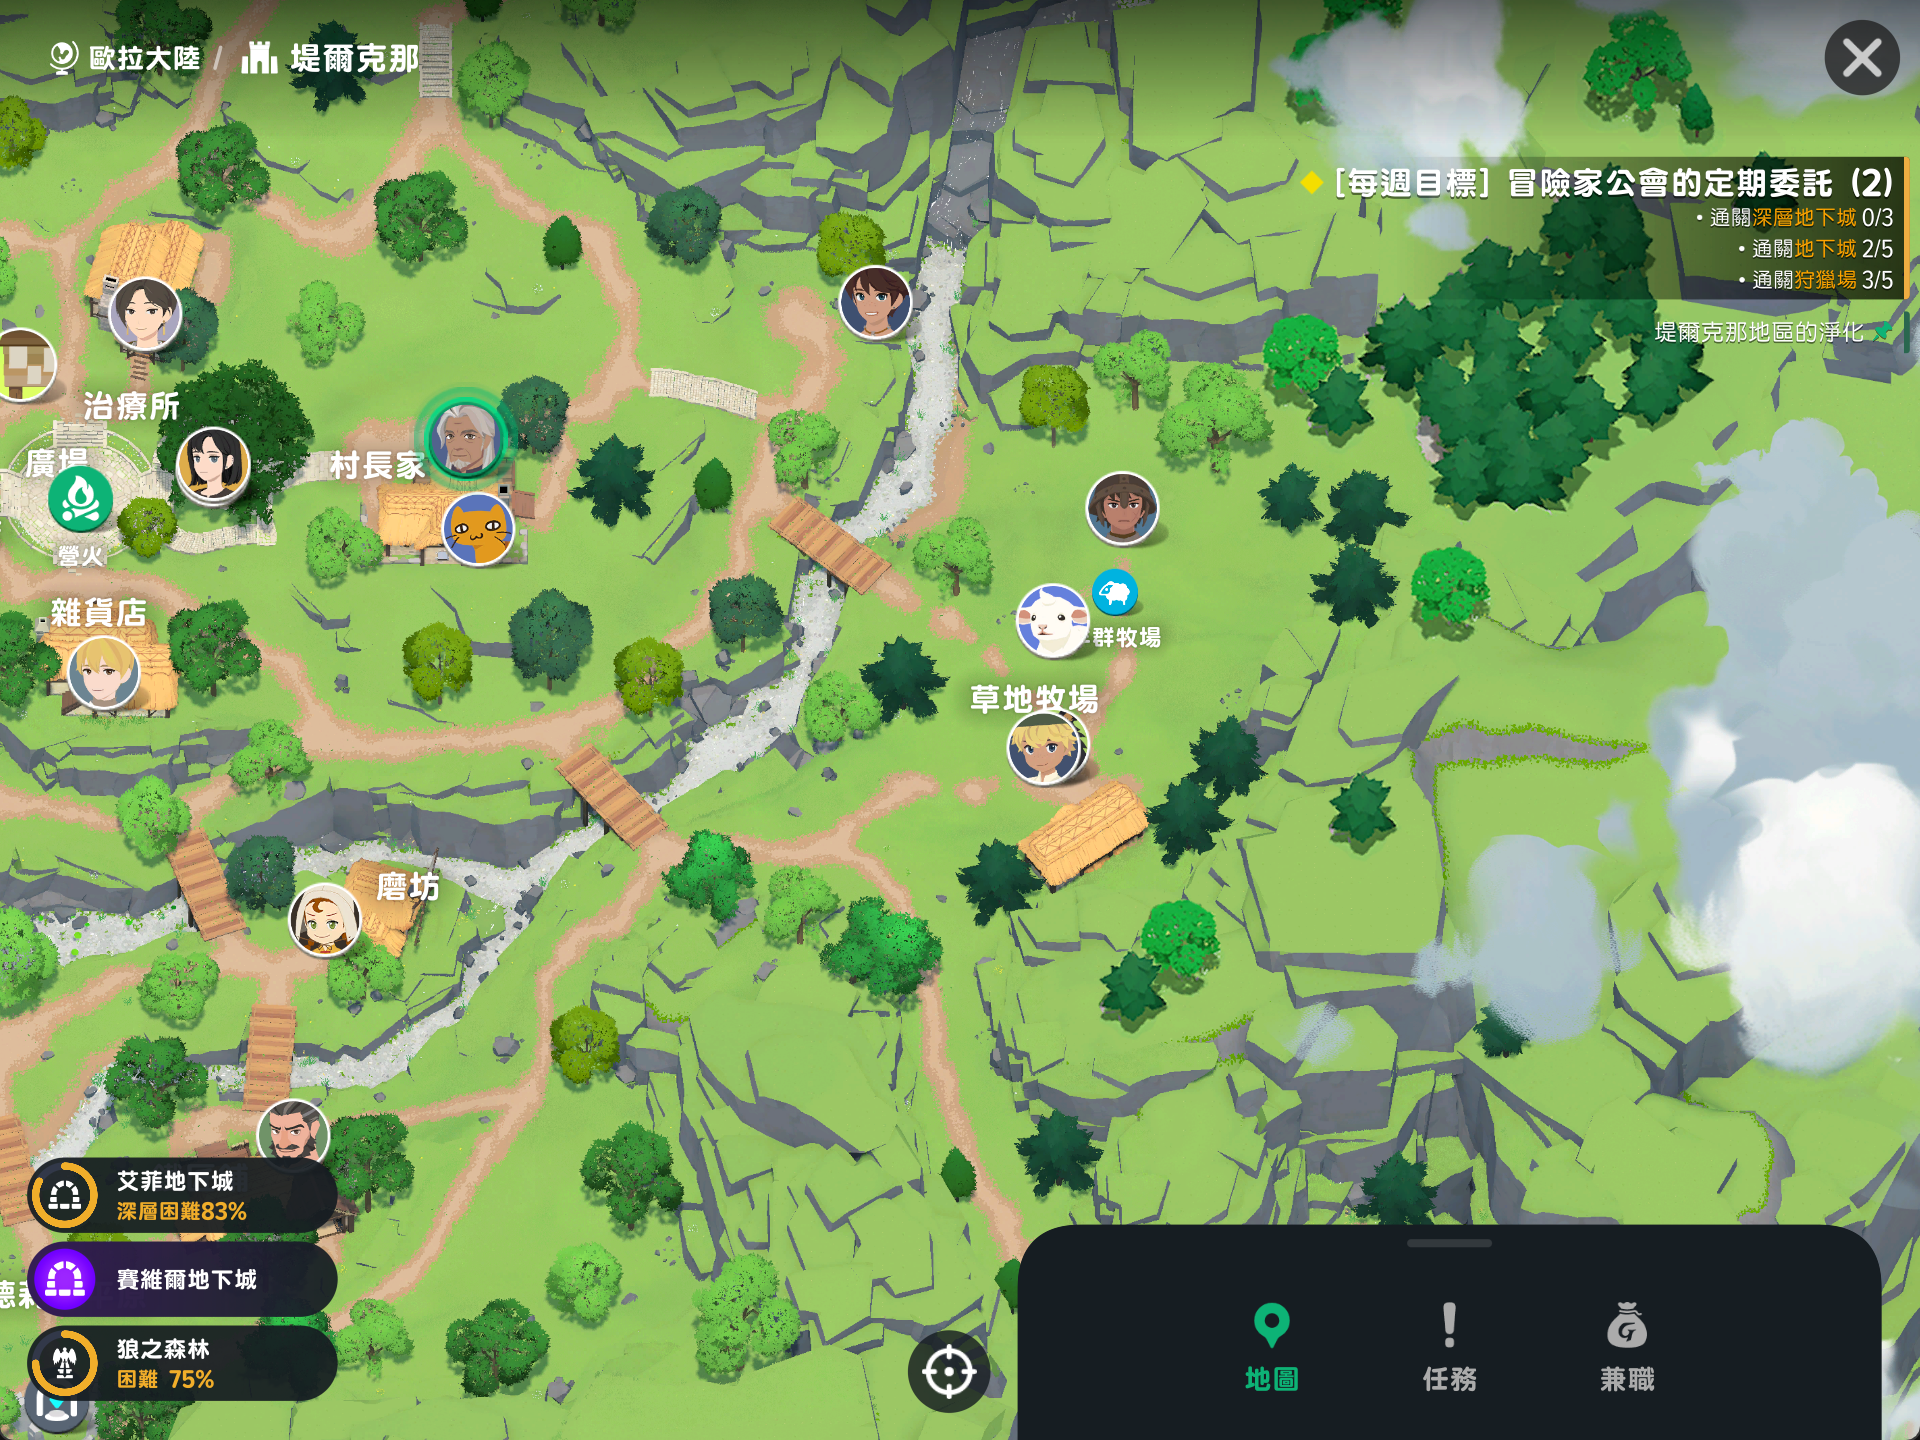 歐拉大陸 / 堤爾克那
[每週目標] 冒險家公會的定期委託 (2)
・通關深層地下城 0/3
・通關地下城 2/5
・通關狩獵場 3/5
堤爾克那地區的淨化
治療所
廣場
村長家
營火
雜貨店
群牧場
草地牧場
磨坊
艾菲地下城
深層困難83%
賽維爾地下城
狼之森林
困難 75%
地圖
任務
兼職